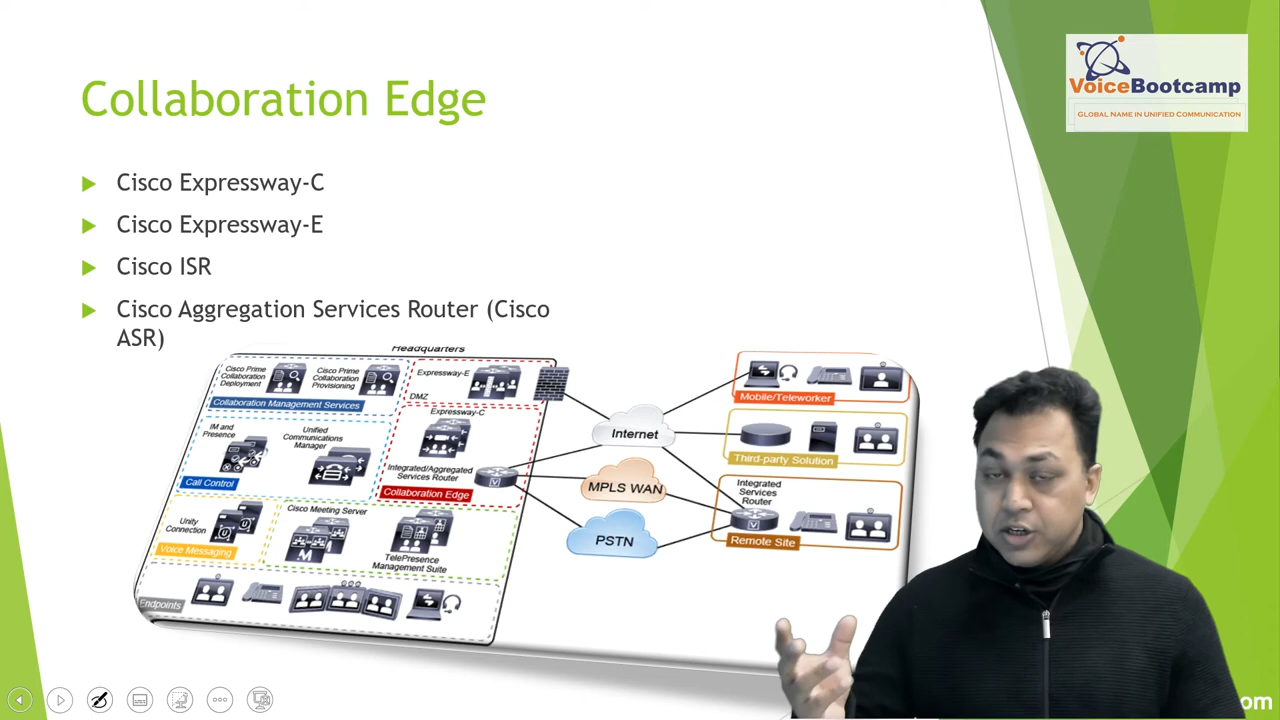 Collaboration Edge
VoiceBootcamp
GLOBAL NAME IN UNIFIED COMMUNICATION
Cisco Expressway-C
Cisco Expressway-E
Cisco ISR
Cisco Aggregation Services Router (Cisco
ASR)
Headquarters
Cisco Prime
Collaboration
Deployment
Cisco Prime
Collaboration
Provisioning
Collaboration Management Services
Expressway-E
DMZ
Expressway-C
Integrated/Aggregated
Services Router
V
Collaboration Edge
IM and
Presence
Unified
Communications
Manager
Call Control
Unity
Connection
U
U
Voice Messaging
Cisco Meeting Server
M
TelePresence
Management Suite
Endpoints
Internet
MPLS WAN
PSTN
Mobile/Teleworker
Third-party Solution
Integrated
Services
Router
V
Remote Site
om